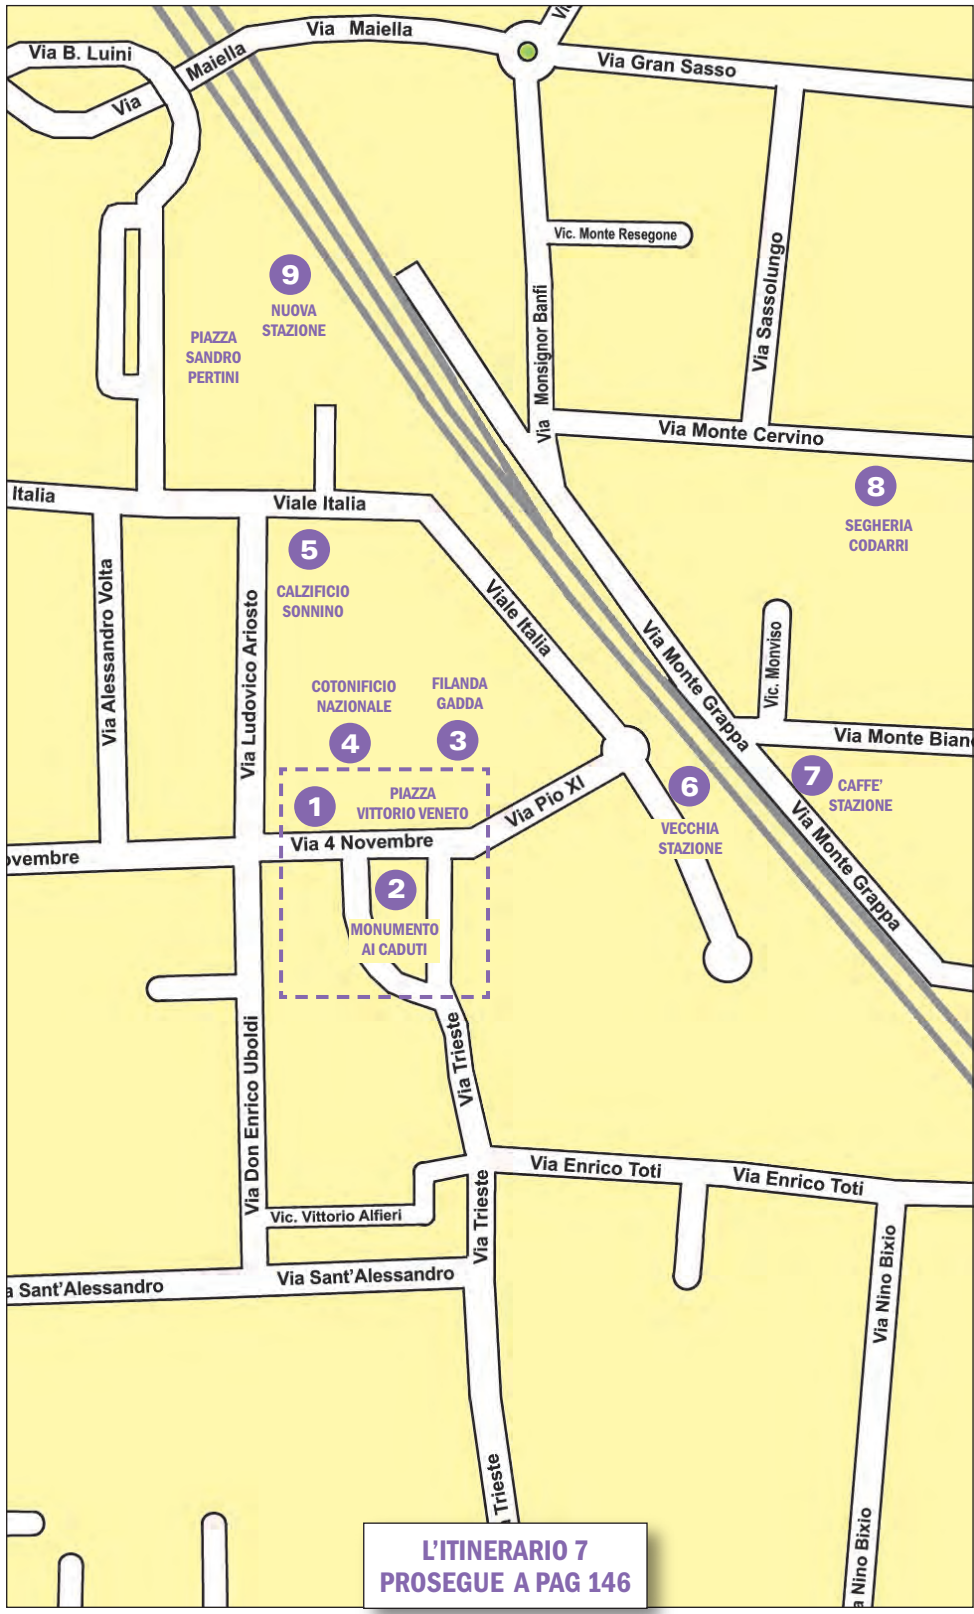 Via
Via Maiella
Via B. Luini
Maiella
Via
Via Gran Sasso
Vic. Monte Resegone
Via Sassolungo
Via Monsignor Banfi
9
NUOVA
STAZIONE
PIAZZA
SANDRO
PERTINI
Via Monte Cervino
8
SEGHERIA
CODARRI
Italia
Viale Italia
5
CALZIFICIO
SONNINO
Viale Italia
Via Alessandro Volta
Via Ludovico Ariosto
Via Monte Grappa
Vic. Monviso
COTONIFICIO
NAZIONALE
4
FILANDA
GADDA
3
Via Monte Bianc
1
PIAZZA
VITTORIO VENETO
Via Pio XI
6
VECCHIA
STAZIONE
7
CAFFE'
STAZIONE
Via Monte Grappa
ovembre
Via 4 Novembre
2
MONUMENTO
AI CADUTI
Via Don Enrico Uboldi
Via Trieste
Via Enrico Toti
Via Enrico Toti
Vic. Vittorio Alfieri
Via Trieste
a Sant'Alessandro
Via Sant'Alessandro
Via Nino Bixio
Trieste
a Nino Bixio
L'ITINERARIO 7
PROSEGUE A PAG 146